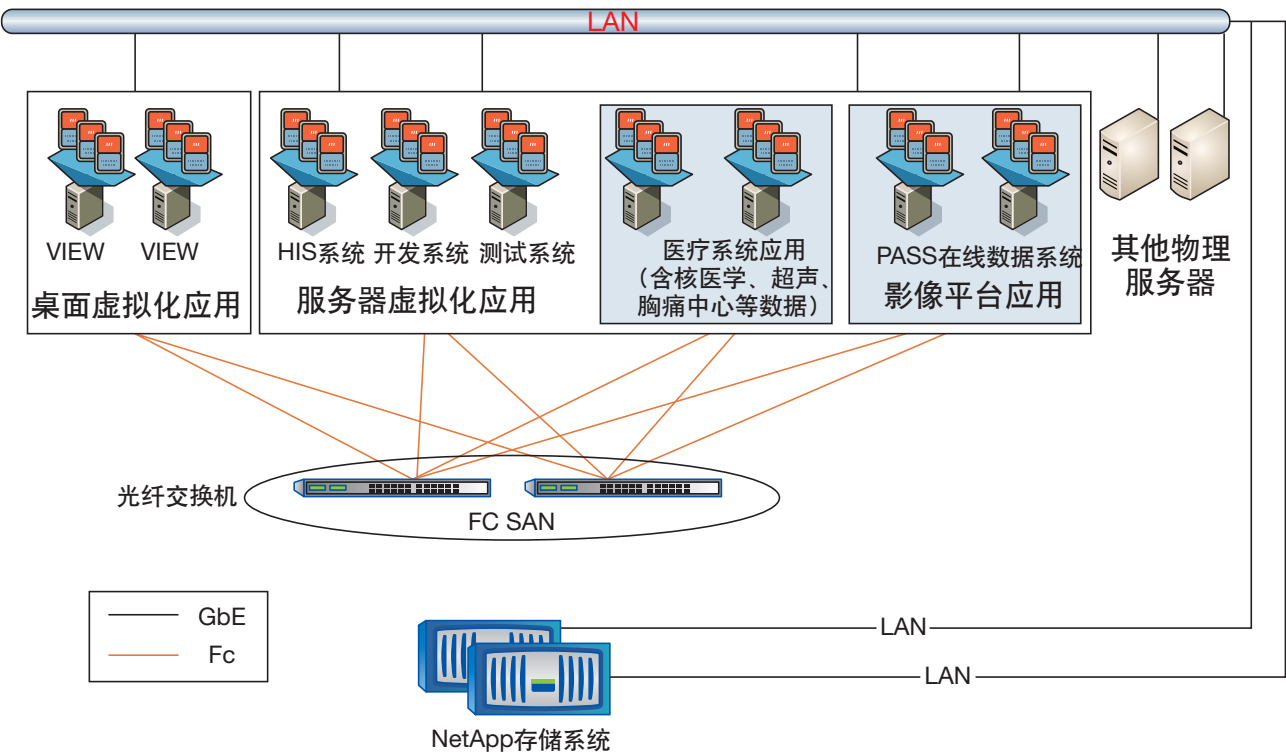 LAN
VIEW
VIEW
桌面虚拟化应用
HIS系统
开发系统
测试系统
服务器虚拟化应用
医疗系统应用
（含核医学、超声、
胸痛中心等数据）
PASS在线数据系统
影像平台应用
其他物理
服务器
光纤交换机
FC SAN
GbE
Fc
LAN
LAN
NetApp存储系统